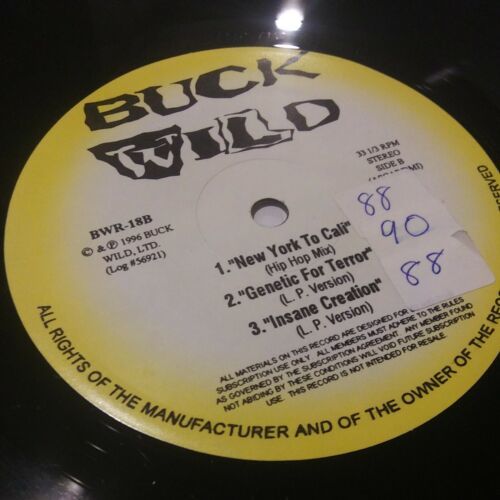 BUCK
WILD
33 1/3 RPM
STEREO
SIDE B
BWR-18B
© & ℗ 1996 BUCK
WILD, LTD.
(Log #56921)
1."New York To Cali"
(Hip Hop Mix)
2."Genetic For Terror"
(L. P. Version)
3."Insane Creation"
(L. P. Version)
88
90
88
ALL MATERIALS ON THIS RECORD ARE DESIGNED FOR
SUBSCRIPTION USE ONLY. ALL MEMBERS MUST ADHERE TO THE RULES
AS GOVERNED BY THE SUBSCRIPTION AGREEMENT. ANY MEMBER FOUND
NOT ABIDING BY THESE CONDITIONS WILL VOID FUTURE SUBSCRIPTION
USE. THIS RECORD IS NOT INTENDED FOR RESALE.
ALL RIGHTS OF THE MANUFACTURER AND OF THE OWNER OF THE
RESERVED